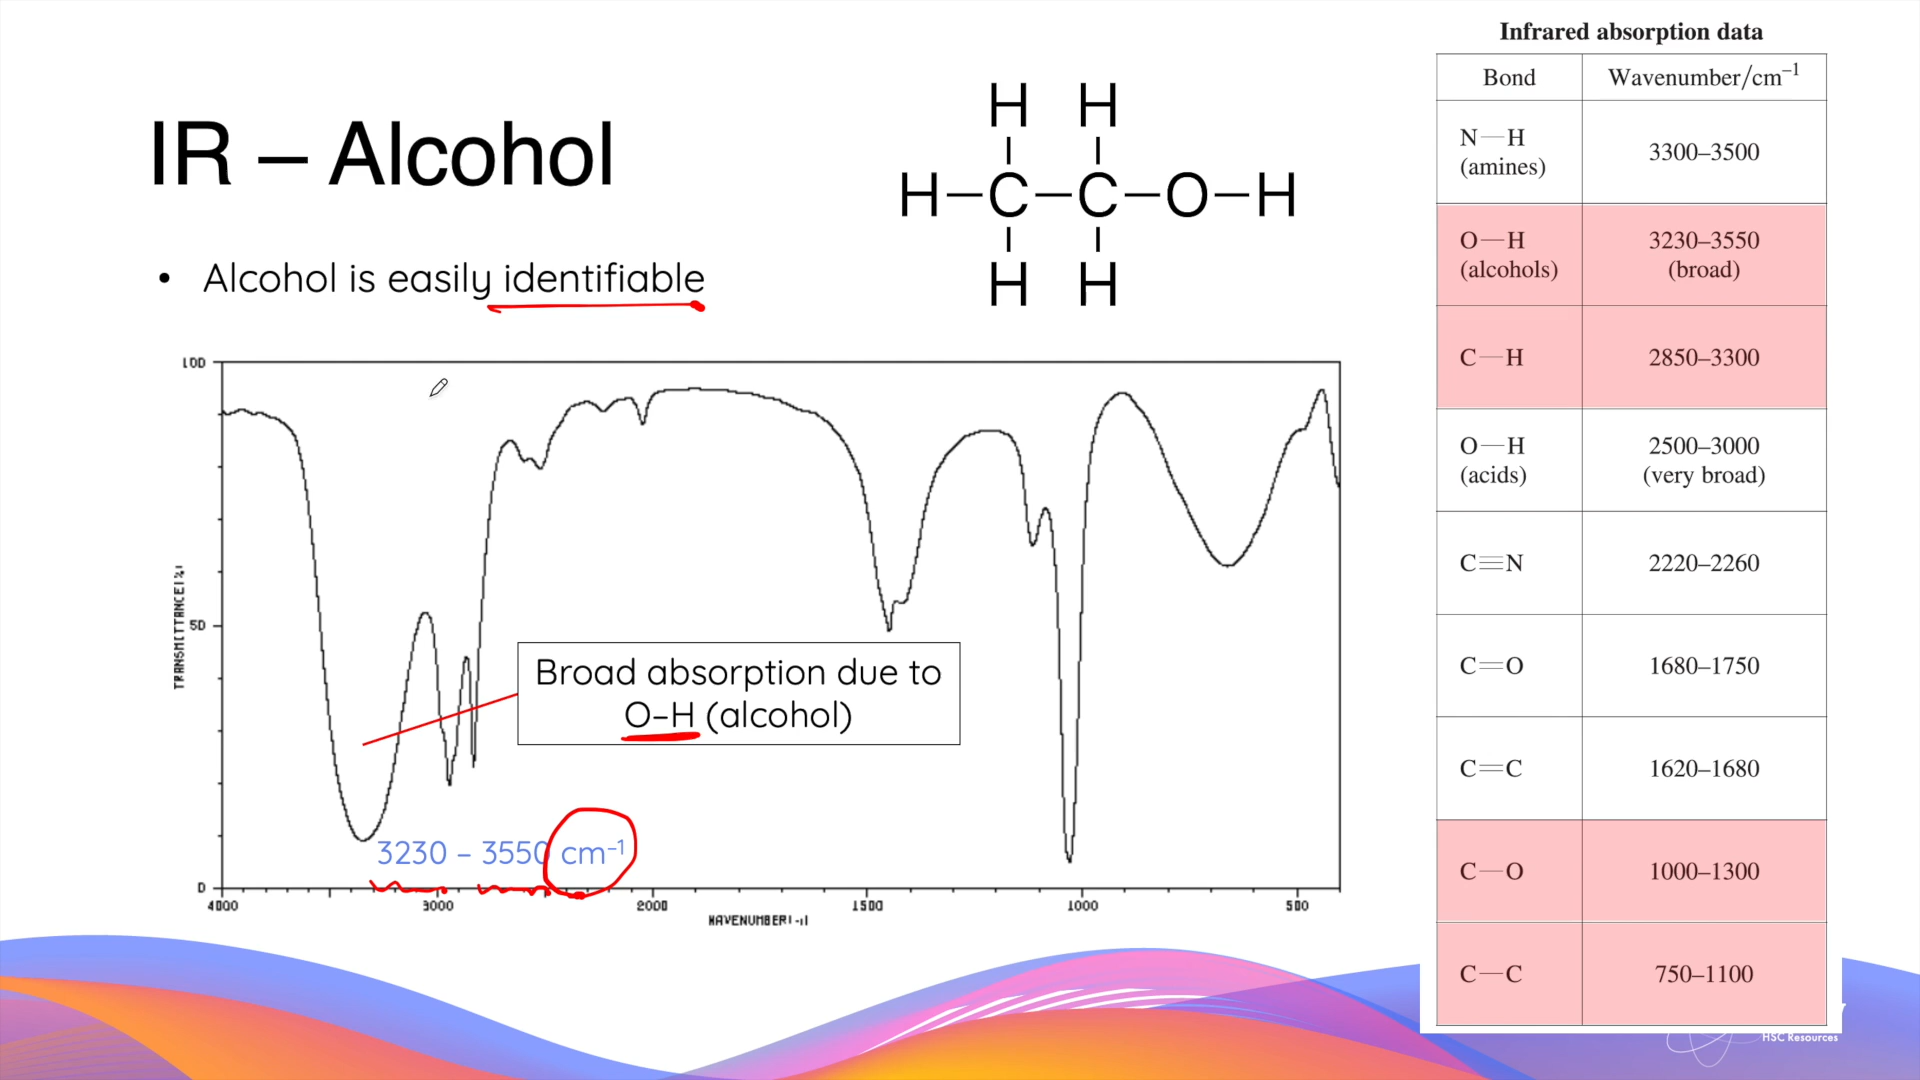 IR – Alcohol
• Alcohol is easily identifiable
H H
H–C–C–O–H
H H
100
50
0
TRANSMITTANCE(%)
Broad absorption due to
O–H (alcohol)
3230 – 3550 cm⁻¹
4000 3000 2000 1500 1000 500
WAVENUMBER(-1)
Infrared absorption data
Bond Wavenumber/cm⁻¹
N—H
(amines)
3300–3500
O—H
(alcohols)
3230–3550
(broad)
C—H 2850–3300
O—H
(acids)
2500–3000
(very broad)
C≡N 2220–2260
C=O 1680–1750
C=C 1620–1680
C—O 1000–1300
C—C 750–1100
HSC Resources